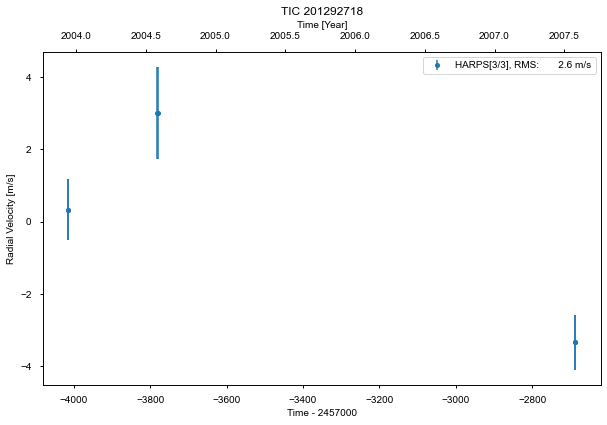 TIC 201292718
Time [Year]
2004.0 2004.5 2005.0 2005.5 2006.0 2006.5 2007.0 2007.5
HARPS[3/3], RMS: 2.6 m/s
4
2
0
−2
−4
Radial Velocity [m/s]
−4000 −3800 −3600 −3400 −3200 −3000 −2800
Time - 2457000